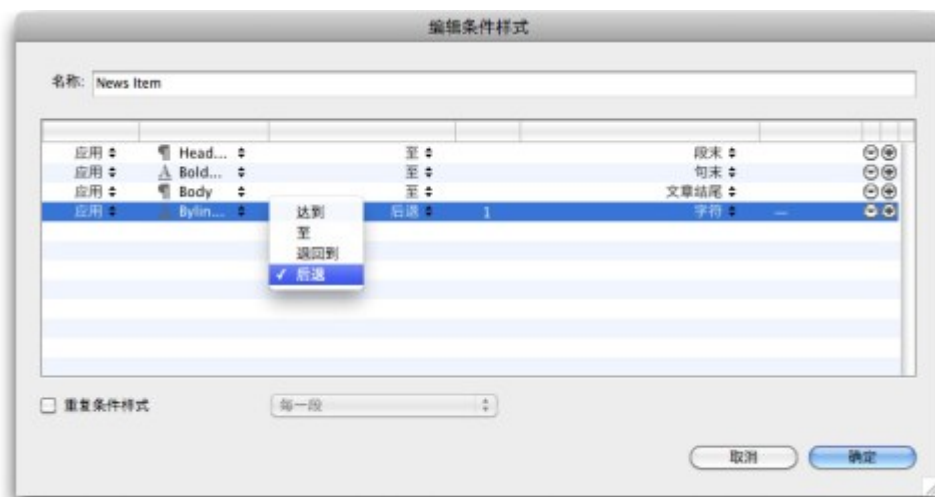 编辑条件样式
名称: News Item
应用 ¶ Head... 至 段末
应用 A Bold... 至 句末
应用 ¶ Body 至 文章结尾
应用 A Bylin... 后退 1 字符 —
达到
至
退回到
✓ 后退
重复条件样式 每一段
取消 确定